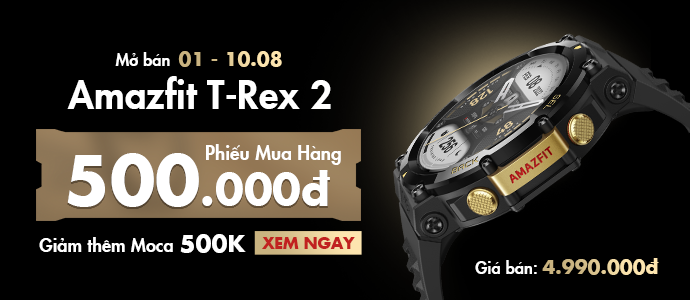 Mở bán 01 - 10.08
Amazfit T-Rex 2
Phiếu Mua Hàng
500.000đ
Giảm thêm Moca 500K XEM NGAY
AMAZFIT
BACK
Giá bán: 4.990.000đ